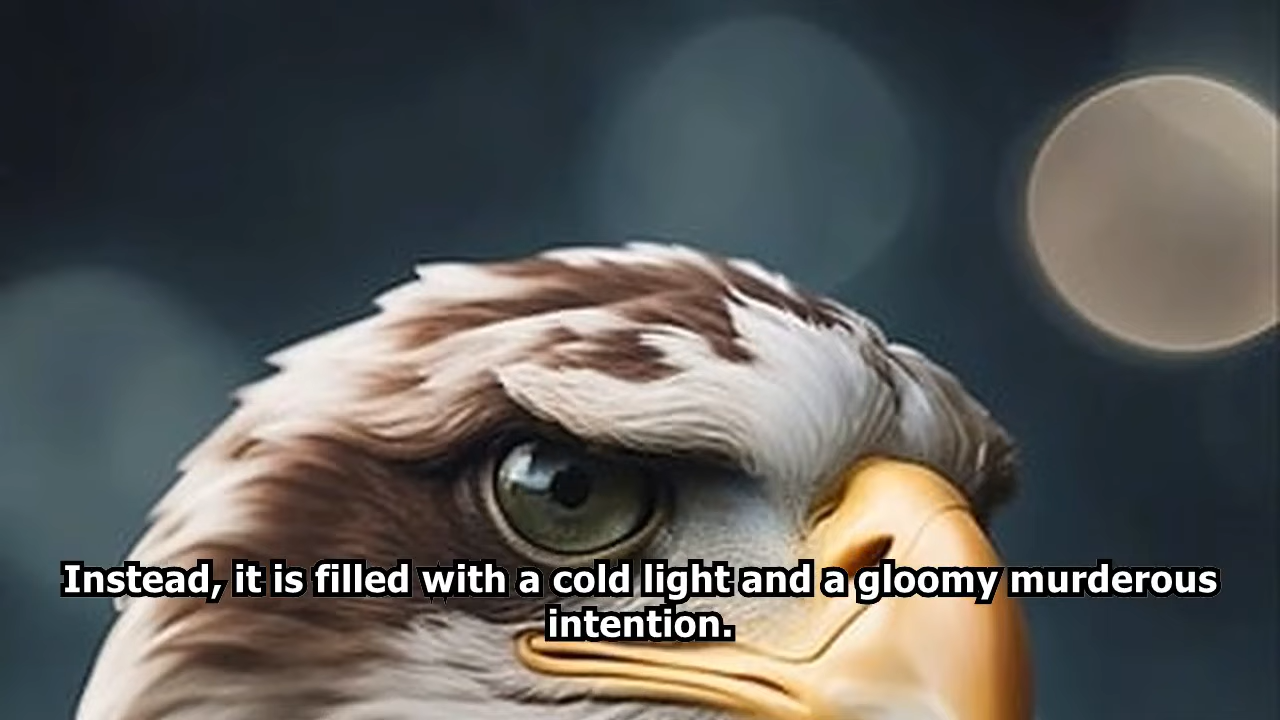 Instead, it is filled with a cold light and a gloomy murderous
intention.